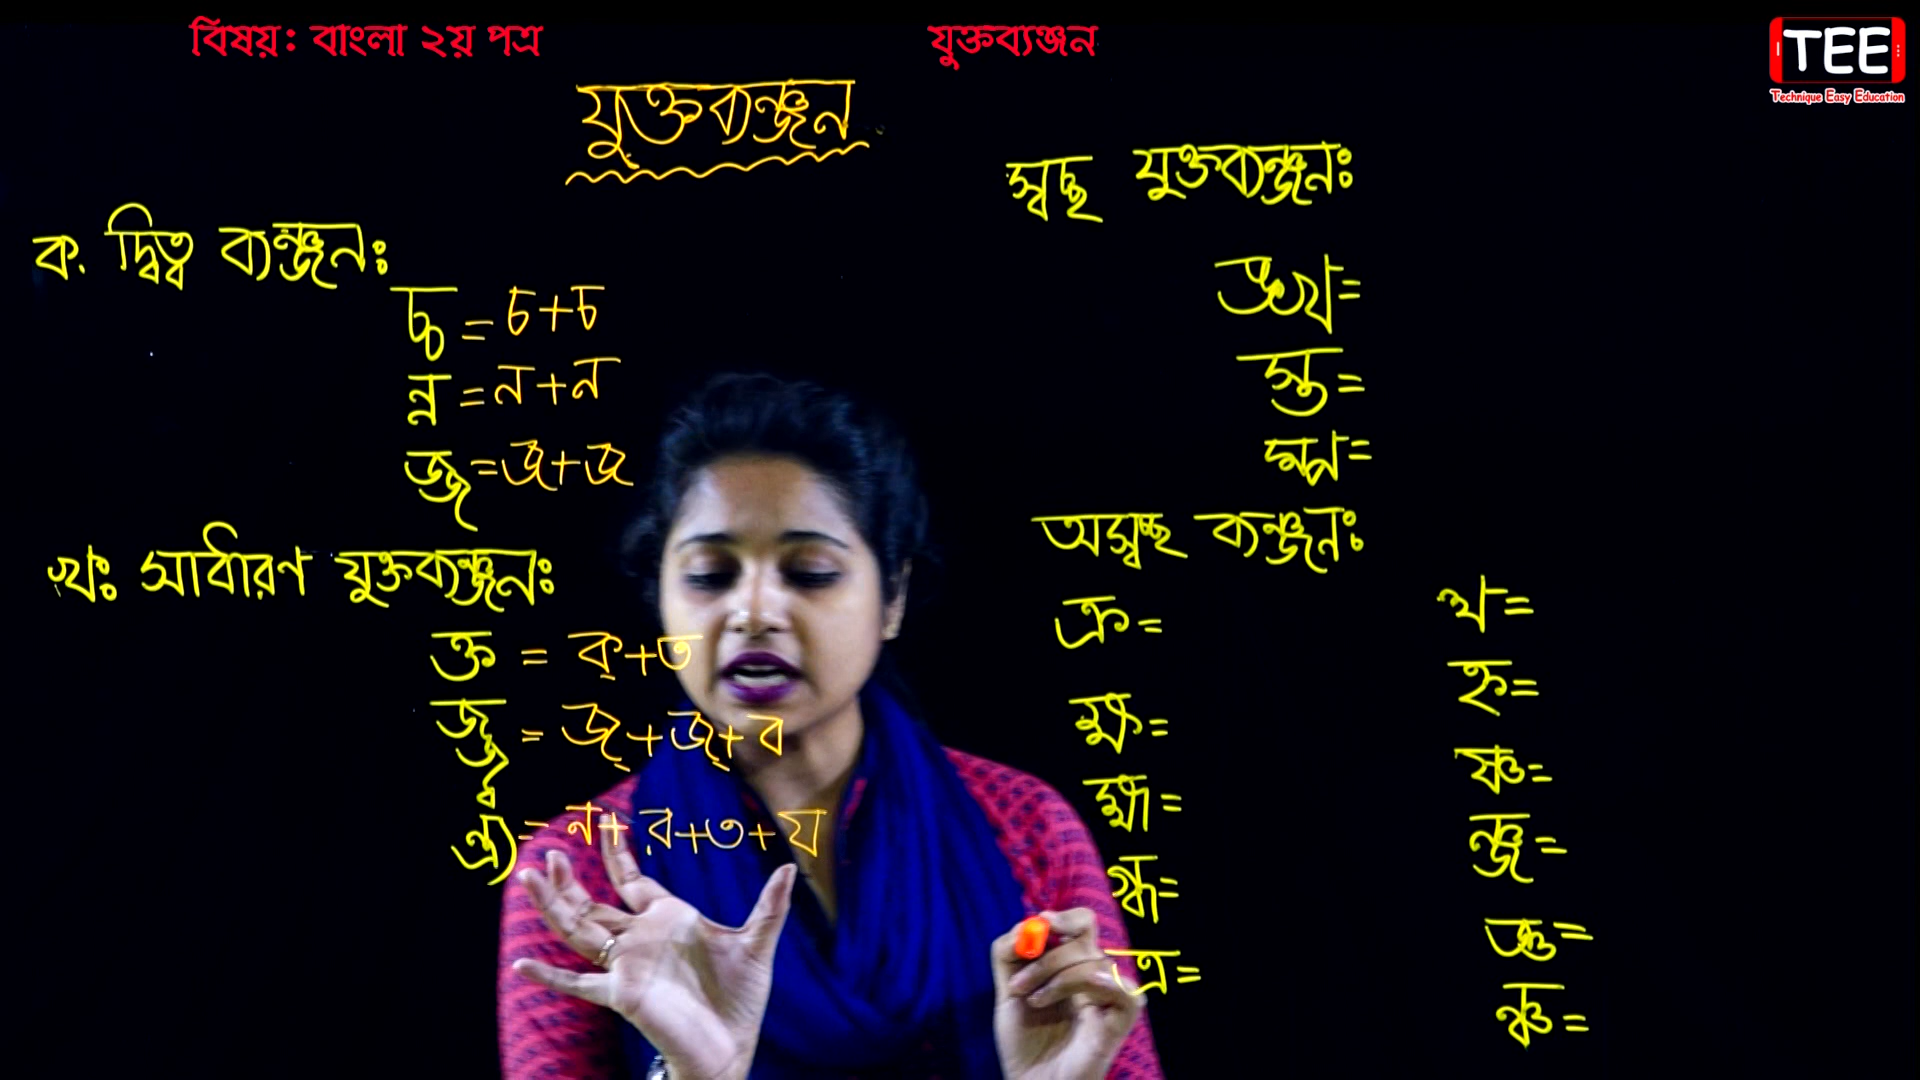 বিষয়: বাংলা ২য় পত্র
যুক্তব্যঞ্জন
TEE
Technique Easy Education
যুক্তব্যঞ্জন
ক. দ্বিত্ব ব্যঞ্জনঃ
চ্চ = চ+চ
ন্ন = ন+ন
জ্জ = জ+জ
খঃ সাধারণ যুক্তব্যঞ্জনঃ
ক্ত = ক্+ত
জ্জ্ব = জ্+জ্+ব
ন্ত্র্য = ন+র+ত+য
স্বচ্ছ যুক্তব্যঞ্জনঃ
স্ত =
ম্প =
অস্বচ্ছ ব্যঞ্জনঃ
ক্র =
ক্ষ =
হ্ম =
গ্ধ =
ত্র =
ত্থ =
হ্ন =
ষ্ণ =
ঞ্জ =
জ্ঞ =
ঞ্চ =